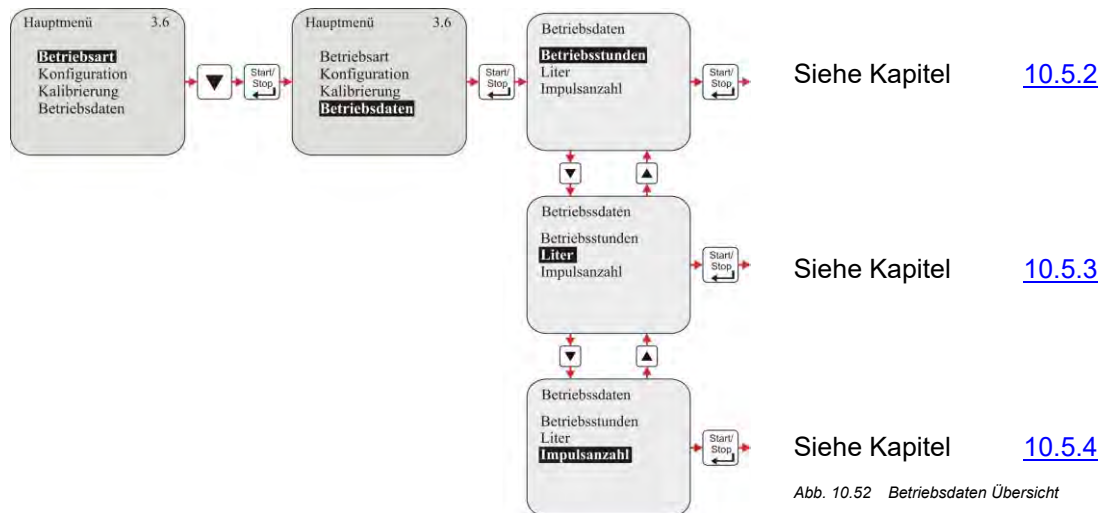 Hauptmenü 3.6
Betriebsart
Konfiguration
Kalibrierung
Betriebsdaten
▼
Start/
Stop
Hauptmenü 3.6
Betriebsart
Konfiguration
Kalibrierung
Betriebsdaten
Start/
Stop
Betriebsdaten
Betriebsstunden
Liter
Impulsanzahl
Start/
Stop
Siehe Kapitel 10.5.2
▼ ▲
Betriebssdaten
Betriebsstunden
Liter
Impulsanzahl
Start/
Stop
Siehe Kapitel 10.5.3
▼ ▲
Betriebssdaten
Betriebsstunden
Liter
Impulsanzahl
Start/
Stop
Siehe Kapitel 10.5.4
Abb. 10.52 Betriebsdaten Übersicht